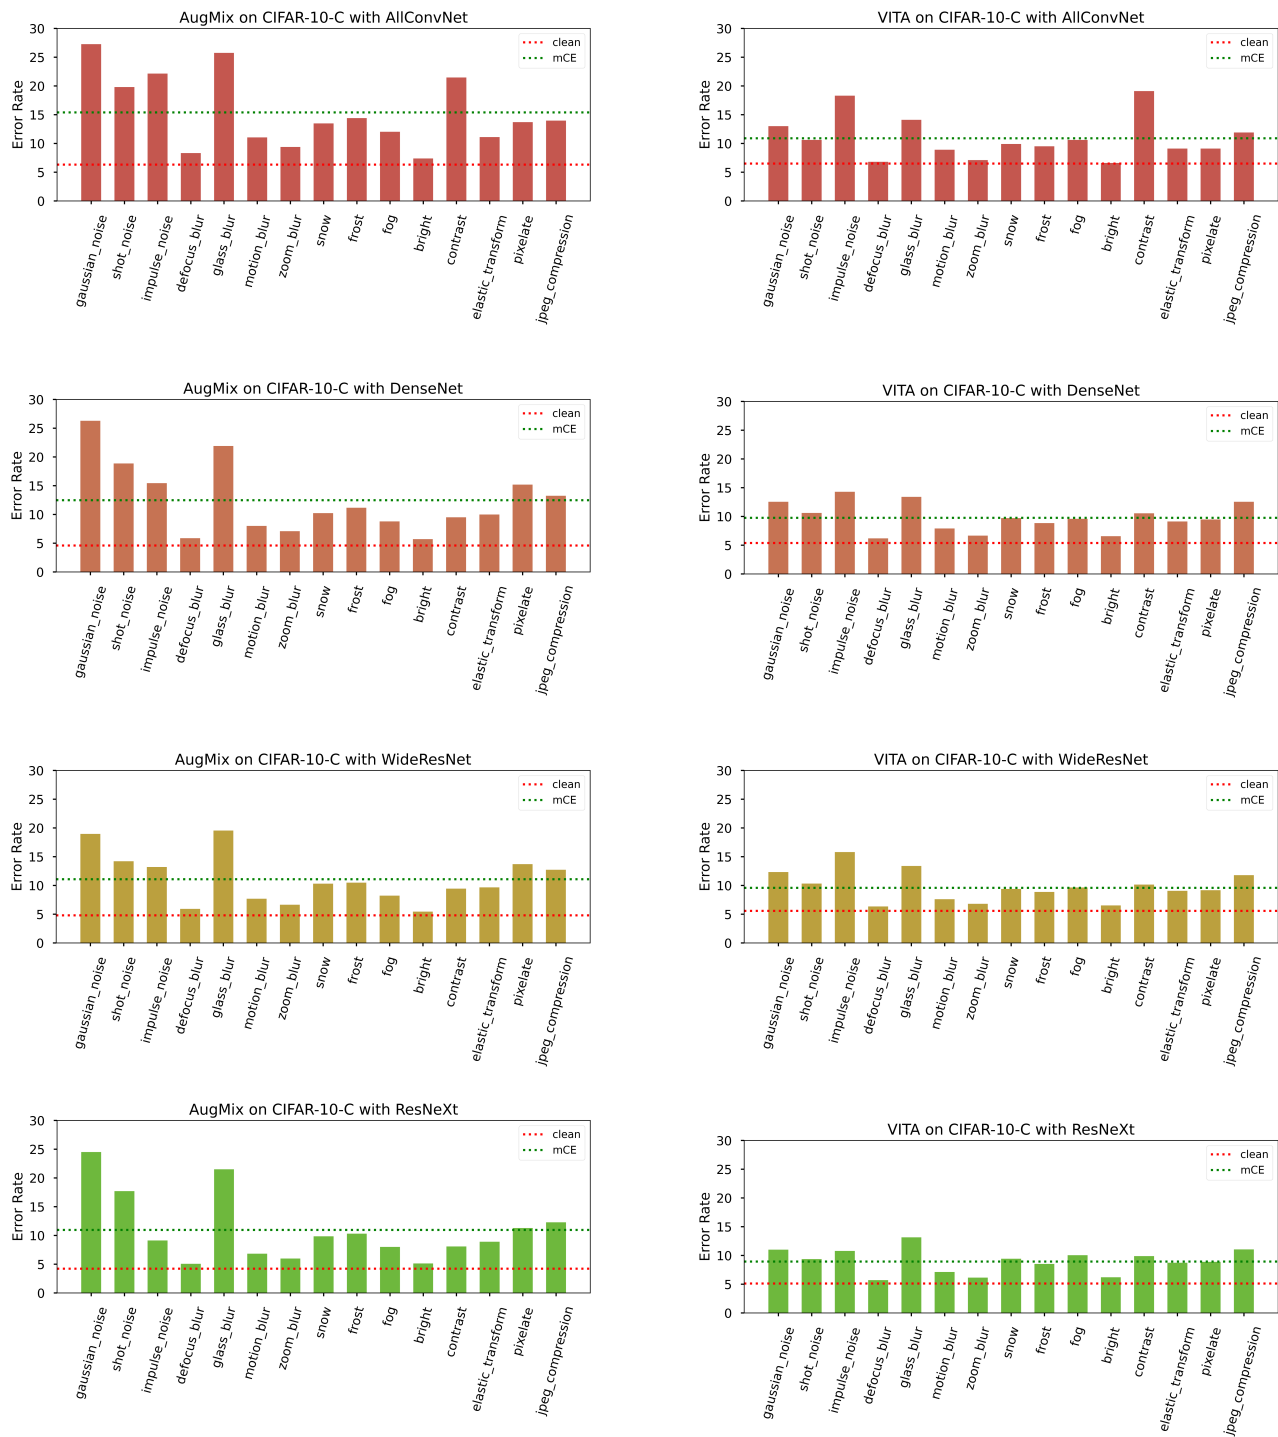 AugMix on CIFAR-10-C with AllConvNet
Error Rate
30
25
20
15
10
5
0
clean
mCE
gaussian_noise
shot_noise
impulse_noise
defocus_blur
glass_blur
motion_blur
zoom_blur
snow
frost
fog
bright
contrast
elastic_transform
pixelate
jpeg_compression
VITA on CIFAR-10-C with AllConvNet
Error Rate
30
25
20
15
10
5
0
clean
mCE
gaussian_noise
shot_noise
impulse_noise
defocus_blur
glass_blur
motion_blur
zoom_blur
snow
frost
fog
bright
contrast
elastic_transform
pixelate
jpeg_compression
AugMix on CIFAR-10-C with DenseNet
Error Rate
30
25
20
15
10
5
0
clean
mCE
gaussian_noise
shot_noise
impulse_noise
defocus_blur
glass_blur
motion_blur
zoom_blur
snow
frost
fog
bright
contrast
elastic_transform
pixelate
jpeg_compression
VITA on CIFAR-10-C with DenseNet
Error Rate
30
25
20
15
10
5
0
clean
mCE
gaussian_noise
shot_noise
impulse_noise
defocus_blur
glass_blur
motion_blur
zoom_blur
snow
frost
fog
bright
contrast
elastic_transform
pixelate
jpeg_compression
AugMix on CIFAR-10-C with WideResNet
Error Rate
30
25
20
15
10
5
0
clean
mCE
gaussian_noise
shot_noise
impulse_noise
defocus_blur
glass_blur
motion_blur
zoom_blur
snow
frost
fog
bright
contrast
elastic_transform
pixelate
jpeg_compression
VITA on CIFAR-10-C with WideResNet
Error Rate
30
25
20
15
10
5
0
clean
mCE
gaussian_noise
shot_noise
impulse_noise
defocus_blur
glass_blur
motion_blur
zoom_blur
snow
frost
fog
bright
contrast
elastic_transform
pixelate
jpeg_compression
AugMix on CIFAR-10-C with ResNeXt
Error Rate
30
25
20
15
10
5
0
clean
mCE
gaussian_noise
shot_noise
impulse_noise
defocus_blur
glass_blur
motion_blur
zoom_blur
snow
frost
fog
bright
contrast
elastic_transform
pixelate
jpeg_compression
VITA on CIFAR-10-C with ResNeXt
Error Rate
30
25
20
15
10
5
0
clean
mCE
gaussian_noise
shot_noise
impulse_noise
defocus_blur
glass_blur
motion_blur
zoom_blur
snow
frost
fog
bright
contrast
elastic_transform
pixelate
jpeg_compression